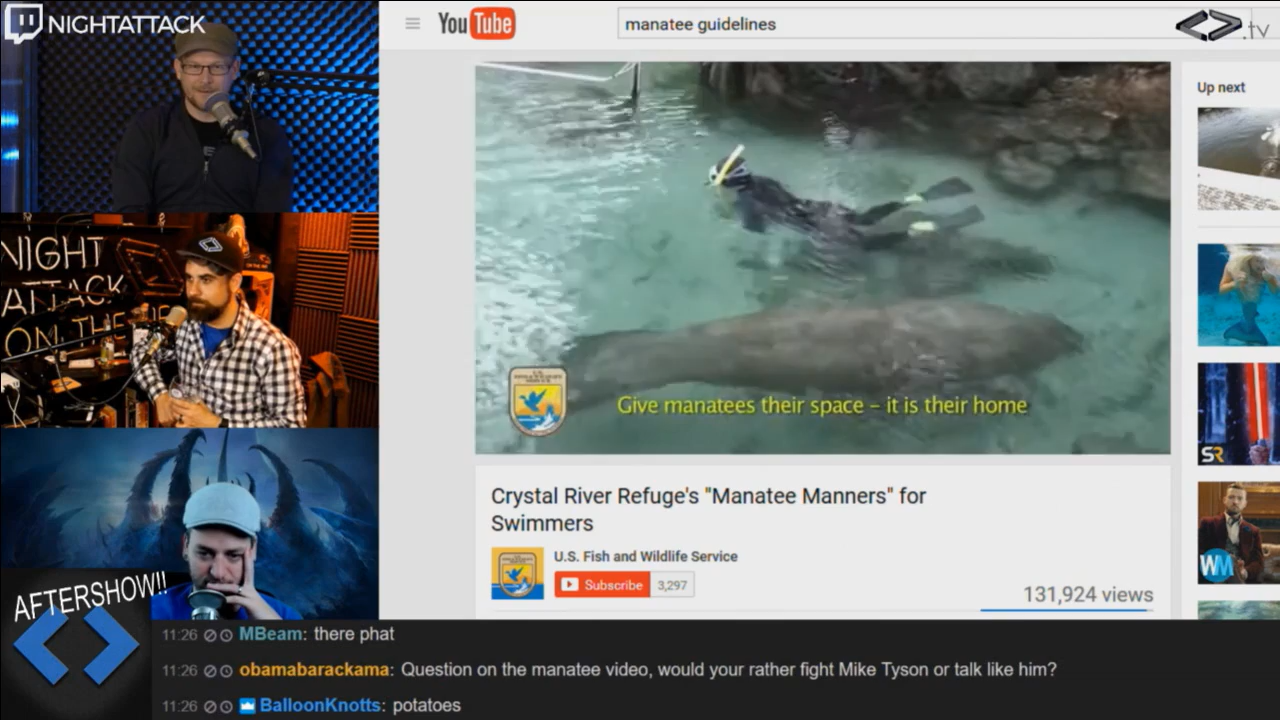 NIGHTATTACK
YouTube
manatee guidelines
.tv
Up next
NIGHT
ATTACK
ON THE
Give manatees their space – it is their home
SR
WM
Crystal River Refuge's "Manatee Manners" for
Swimmers
U.S. Fish and Wildlife Service
Subscribe 3,297
131,924 views
AFTERSHOW!!
11:26 MBeam: there phat
11:26 obamabarackama: Question on the manatee video, would your rather fight Mike Tyson or talk like him?
11:26 BalloonKnotts: potatoes